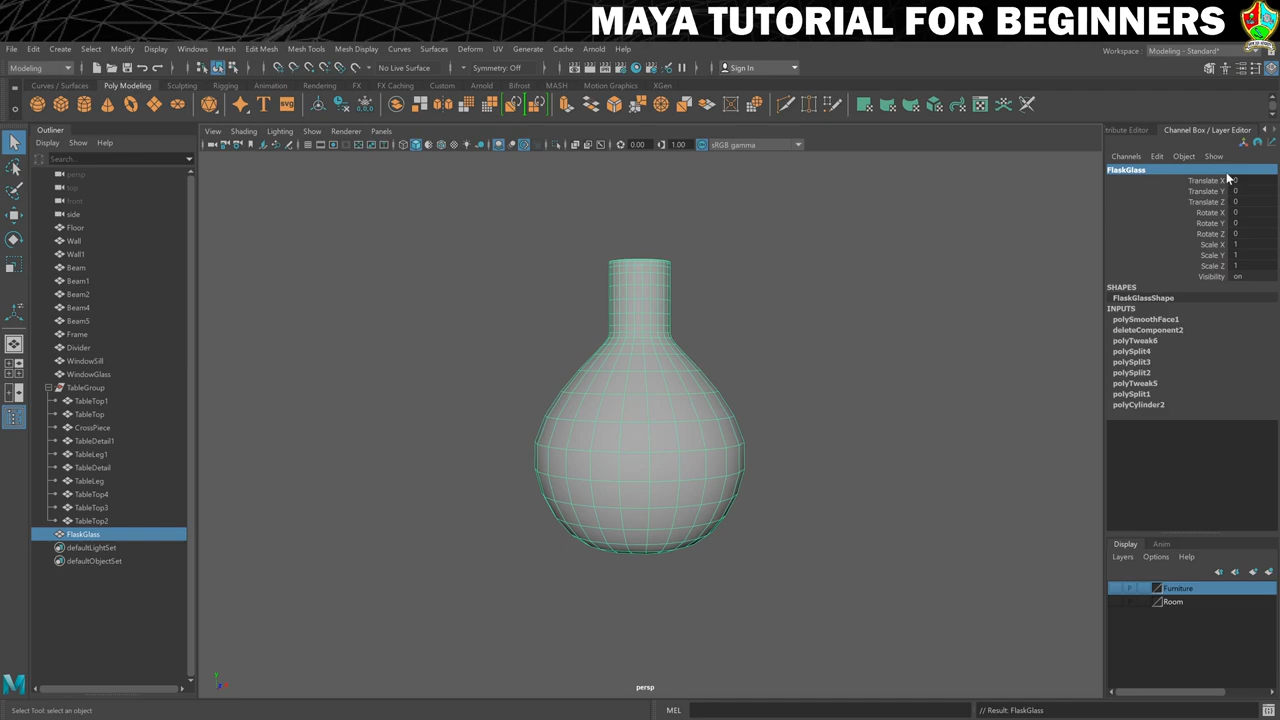 MAYA TUTORIAL FOR BEGINNERS
File Edit Create Select Modify Display Windows Mesh Edit Mesh Mesh Tools Mesh Display Curves Surfaces Deform UV Generate Cache Arnold Help
Workspace : Modeling - Standard*
Modeling No Live Surface Symmetry: Off Sign In
Curves / Surfaces Poly Modeling Sculpting Rigging Animation Rendering FX FX Caching Custom Arnold Bifrost MASH Motion Graphics XGen
Outliner
Display Show Help
Search...
persp
top
front
side
Floor
Wall
Wall1
Beam
Beam1
Beam2
Beam4
Beam5
Frame
Divider
WindowSill
WindowGlass
TableGroup
TableTop1
TableTop
CrossPiece
TableDetail1
TableLeg1
TableDetail
TableLeg
TableTop4
TableTop3
TableTop2
FlaskGlass
defaultLightSet
defaultObjectSet
View Shading Lighting Show Renderer Panels
0.00 1.00 sRGB gamma
persp
tribute Editor Channel Box / Layer Editor
Channels Edit Object Show
FlaskGlass
Translate X 0
Translate Y 0
Translate Z 0
Rotate X 0
Rotate Y 0
Rotate Z 0
Scale X 1
Scale Y 1
Scale Z 1
Visibility on
SHAPES
FlaskGlassShape
INPUTS
polySmoothFace1
deleteComponent2
polyTweak6
polySplit4
polySplit3
polySplit2
polyTweak5
polySplit1
polyCylinder2
Display Anim
Layers Options Help
P Furniture
Room
Select Tool: select an object
MEL
// Result: FlaskGlass